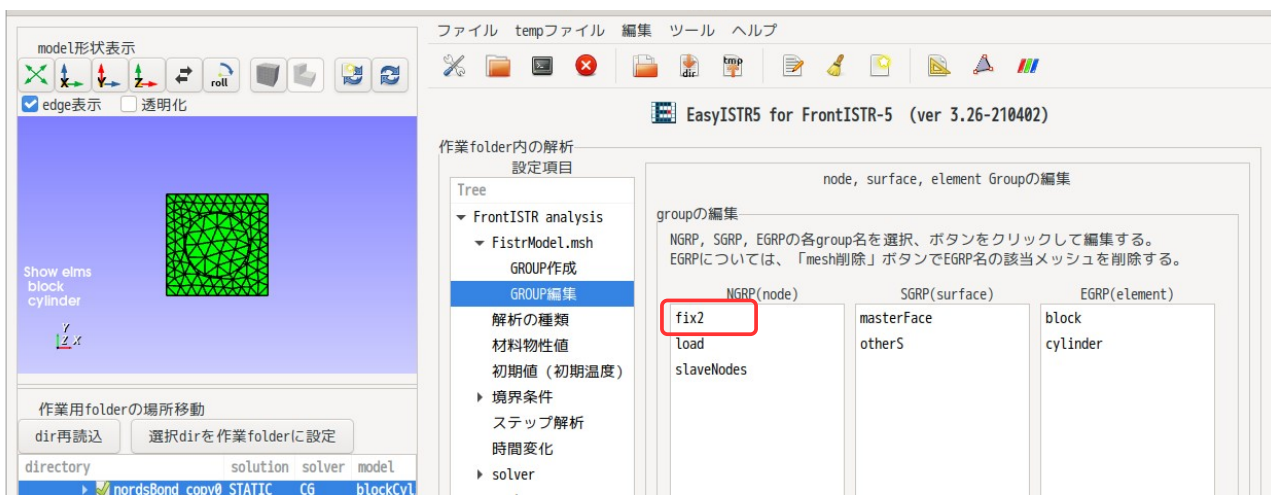 model形状表示
roll
edge表示
透明化
Show elms
block
cylinder
Y
Z X
作業用folderの場所移動
dir再読込
選択dirを作業folderに設定
directory solution solver model
nordsBond_copy0 STATIC CG blockCyl
ファイル tempファイル 編集 ツール ヘルプ
dir
tmp
EasyISTR5 for FrontISTR-5 (ver 3.26-210402)
作業folder内の解析
設定項目
Tree
FrontISTR analysis
FistrModel.msh
GROUP作成
GROUP編集
解析の種類
材料物性値
初期値 (初期温度)
境界条件
ステップ解析
時間変化
solver
node, surface, element Groupの編集
groupの編集
NGRP, SGRP, EGRPの各group名を選択、ボタンをクリックして編集する。
EGRPについては、「mesh削除」ボタンでEGRP名の該当メッシュを削除する。
NGRP(node)
fix2
load
slaveNodes
SGRP(surface)
masterFace
otherS
EGRP(element)
block
cylinder